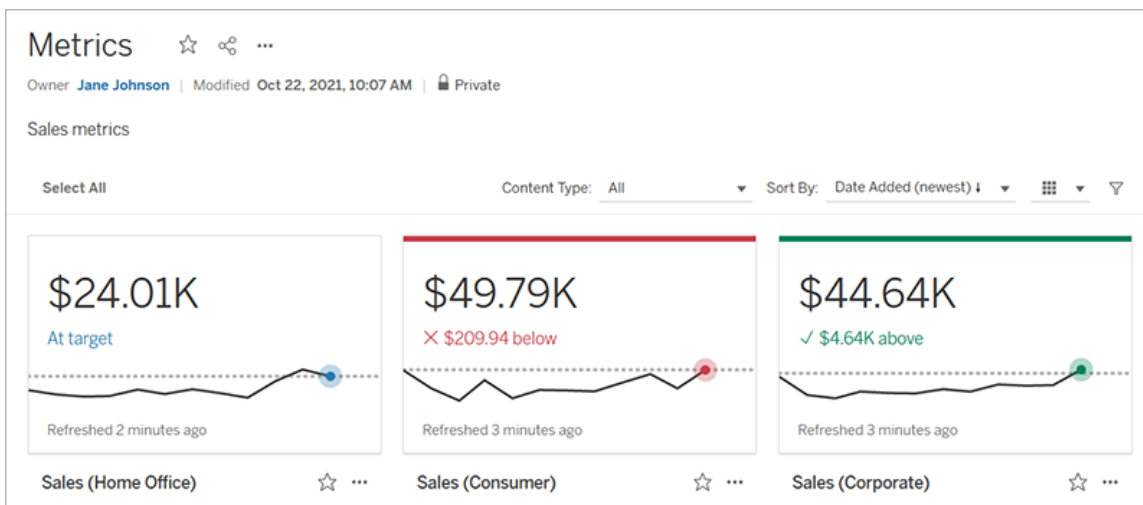 Metrics
Owner Jane Johnson | Modified Oct 22, 2021, 10:07 AM | Private
Sales metrics
Select All Content Type: All Sort By: Date Added (newest) ↓
$24.01K $49.79K $44.64K
At target × $209.94 below ✓ $4.64K above
Refreshed 2 minutes ago Refreshed 3 minutes ago Refreshed 3 minutes ago
Sales (Home Office) Sales (Consumer) Sales (Corporate)